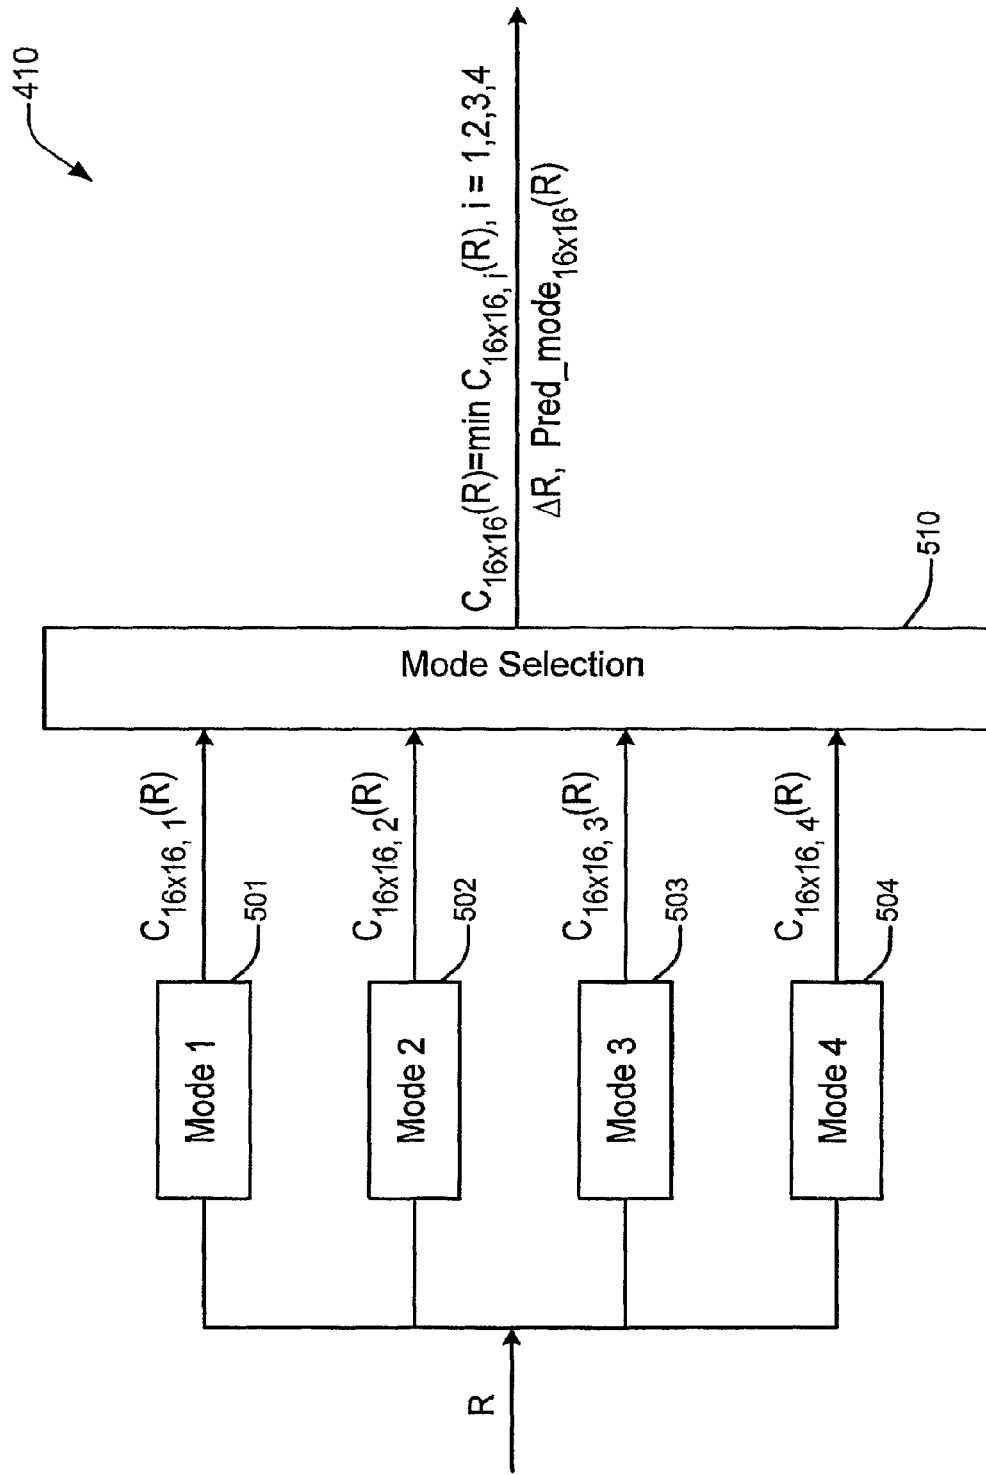 410
R
Mode 1
501
C16x16, 1(R)
Mode 2
502
C16x16, 2(R)
Mode 3
503
C16x16, 3(R)
Mode 4
504
C16x16, 4(R)
Mode Selection
510
C16x16(R)=min C16x16, i(R), i = 1,2,3,4
ΔR, Pred_mode16x16(R)